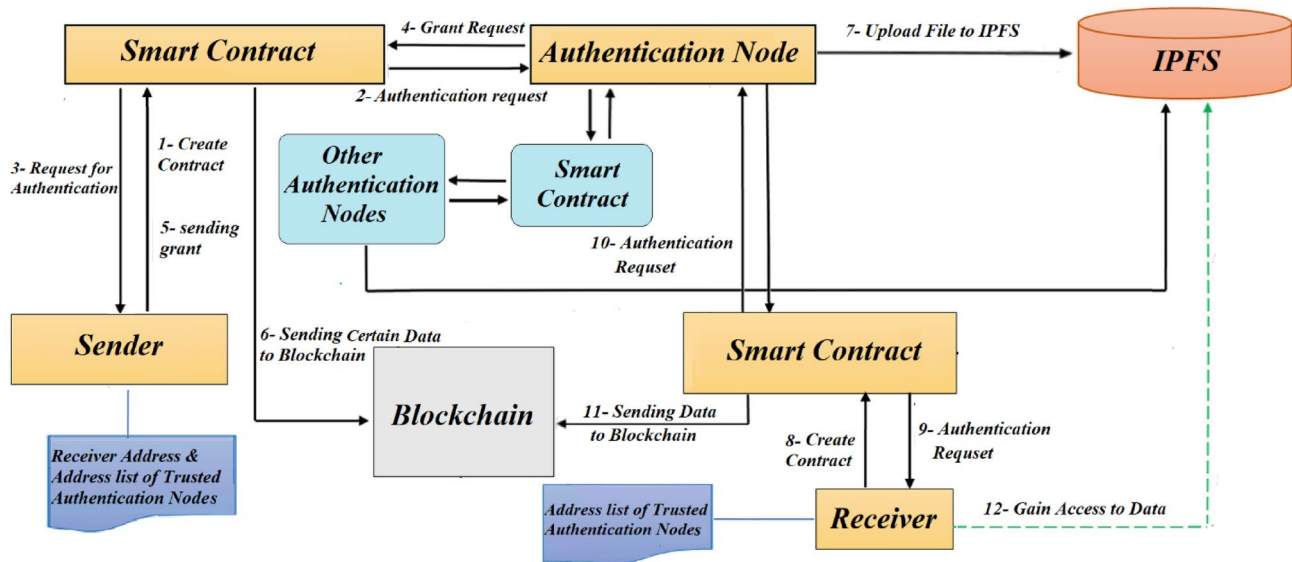 4- Grant Request
Smart Contract
Authentication Node
7- Upload File to IPFS
IPFS
2- Authentication request
1- Create
Contract
3- Request for
Authentication
Other
Authentication
Nodes
Smart
Contract
5- sending
grant
10- Authentication
Requset
Sender
6- Sending Certain Data
to Blockchain
Smart Contract
Blockchain
11- Sending Data
to Blockchain
8- Create
Contract
9- Authentication
Requset
Receiver Address &
Address list of Trusted
Authentication Nodes
Address list of Trusted
Authentication Nodes
Receiver
12- Gain Access to Data